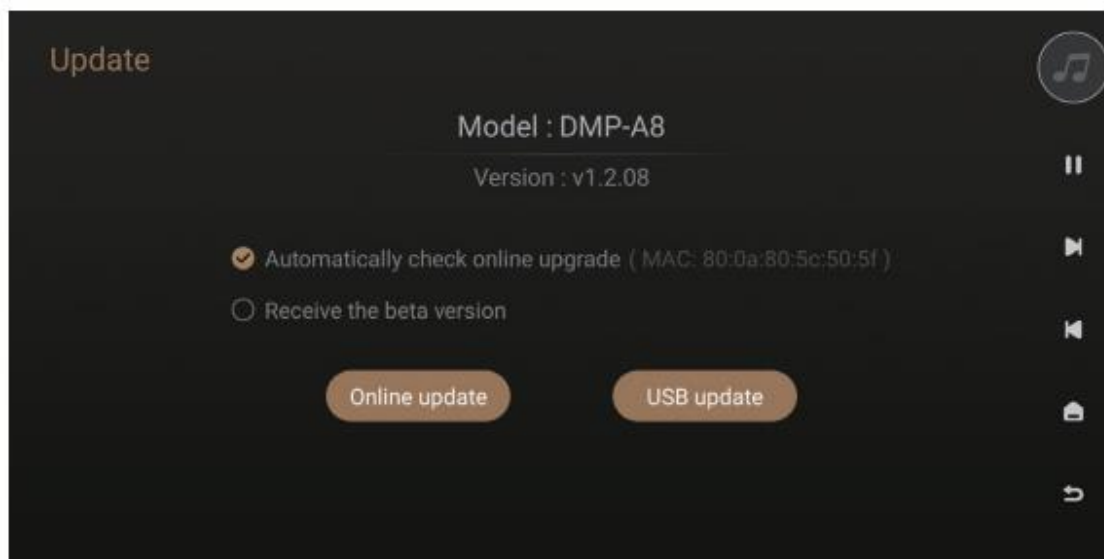 Update
Model : DMP-A8
Version : v1.2.08
Automatically check online upgrade ( MAC: 80:0a:80:5c:50:5f )
Receive the beta version
Online update
USB update